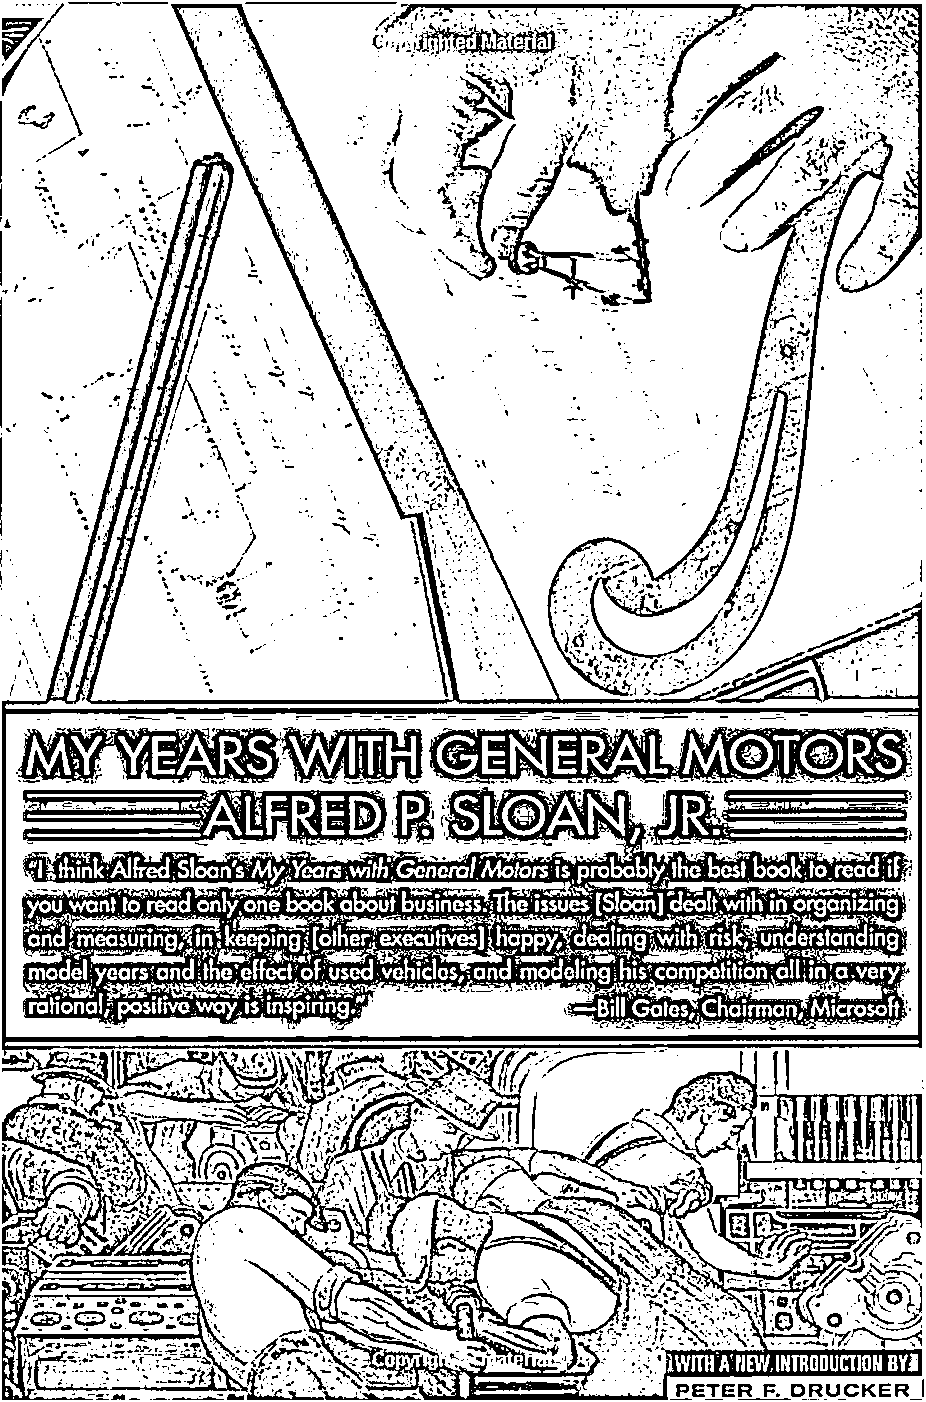 Copyrighted Material
MY YEARS WITH GENERAL MOTORS
ALFRED P. SLOAN, JR.
"I think Alfred Sloan's My Years with General Motors is probably the best book to read if
you want to read only one book about business. The issues [Sloan] dealt with in organizing
and measuring, in keeping [other executives] happy, dealing with risk, understanding
model years and the effect of used vehicles, and modeling his competition all in a very
rational, positive way is inspiring."
—Bill Gates, Chairman, Microsoft
Copyrighted Material
WITH A NEW INTRODUCTION BY
PETER F. DRUCKER